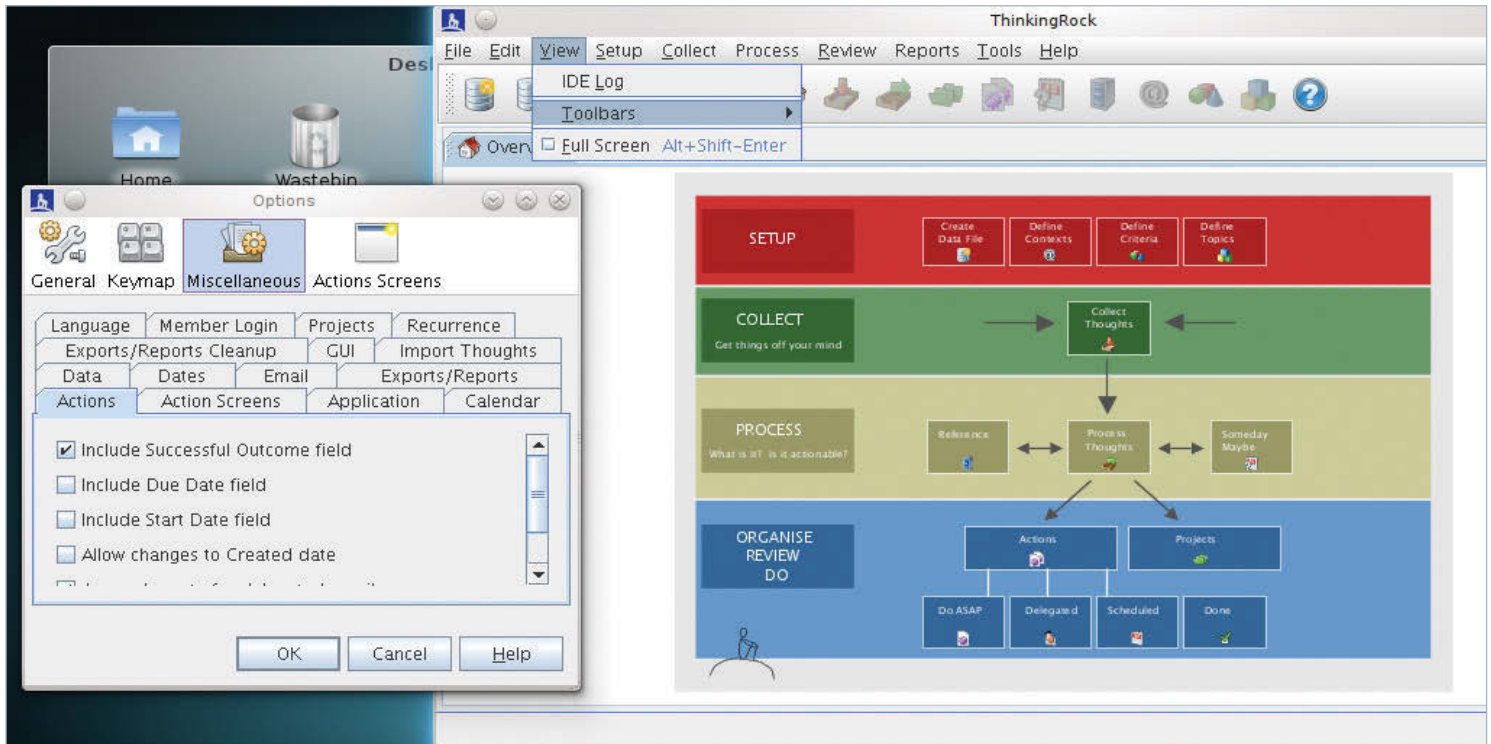 ThinkingRock
File Edit View Setup Collect Process Review Reports Tools Help
IDE Log
Toolbars
Full Screen Alt+Shift-Enter
Home
Wastebin
Options
General Keymap Miscellaneous Actions Screens
Language Member Login Projects Recurrence
Exports/Reports Cleanup GUI Import Thoughts
Data Dates Email Exports/Reports
Actions Action Screens Application Calendar
Include Successful Outcome field
Include Due Date field
Include Start Date field
Allow changes to Created date
OK Cancel Help
SETUP
Create
Data File
Define
Contexts
Define
Criteria
Define
Topics
COLLECT
Get things off your mind
Collect
Thoughts
PROCESS
What is it? Is it actionable?
Reference
Process
Thoughts
Someday
Maybe
ORGANISE
REVIEW
DO
Actions
Projects
Do ASAP
Delegated
Scheduled
Done